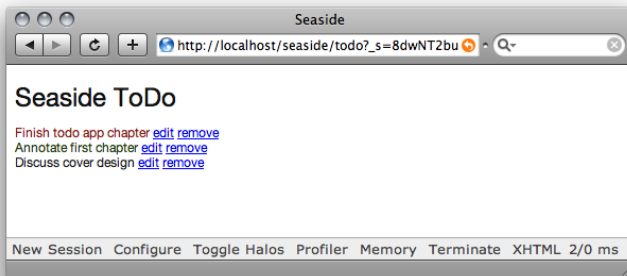 Seaside
http://localhost/seaside/todo?_s=8dwNT2bu
Seaside ToDo
Finish todo app chapter edit remove
Annotate first chapter edit remove
Discuss cover design edit remove
New Session Configure Toggle Halos Profiler Memory Terminate XHTML 2/0 ms